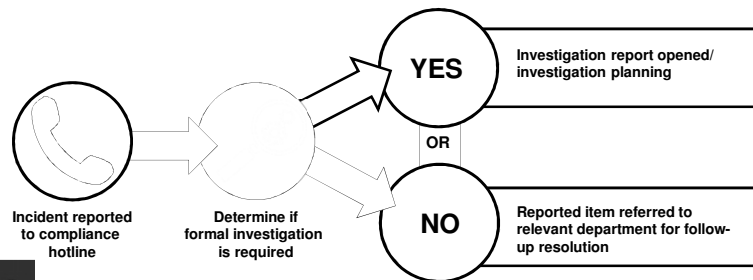 Incident reported
to compliance
hotline
Determine if
formal investigation
is required
YES
Investigation report opened/
investigation planning
OR
NO
Reported item referred to
relevant department for follow-
up resolution